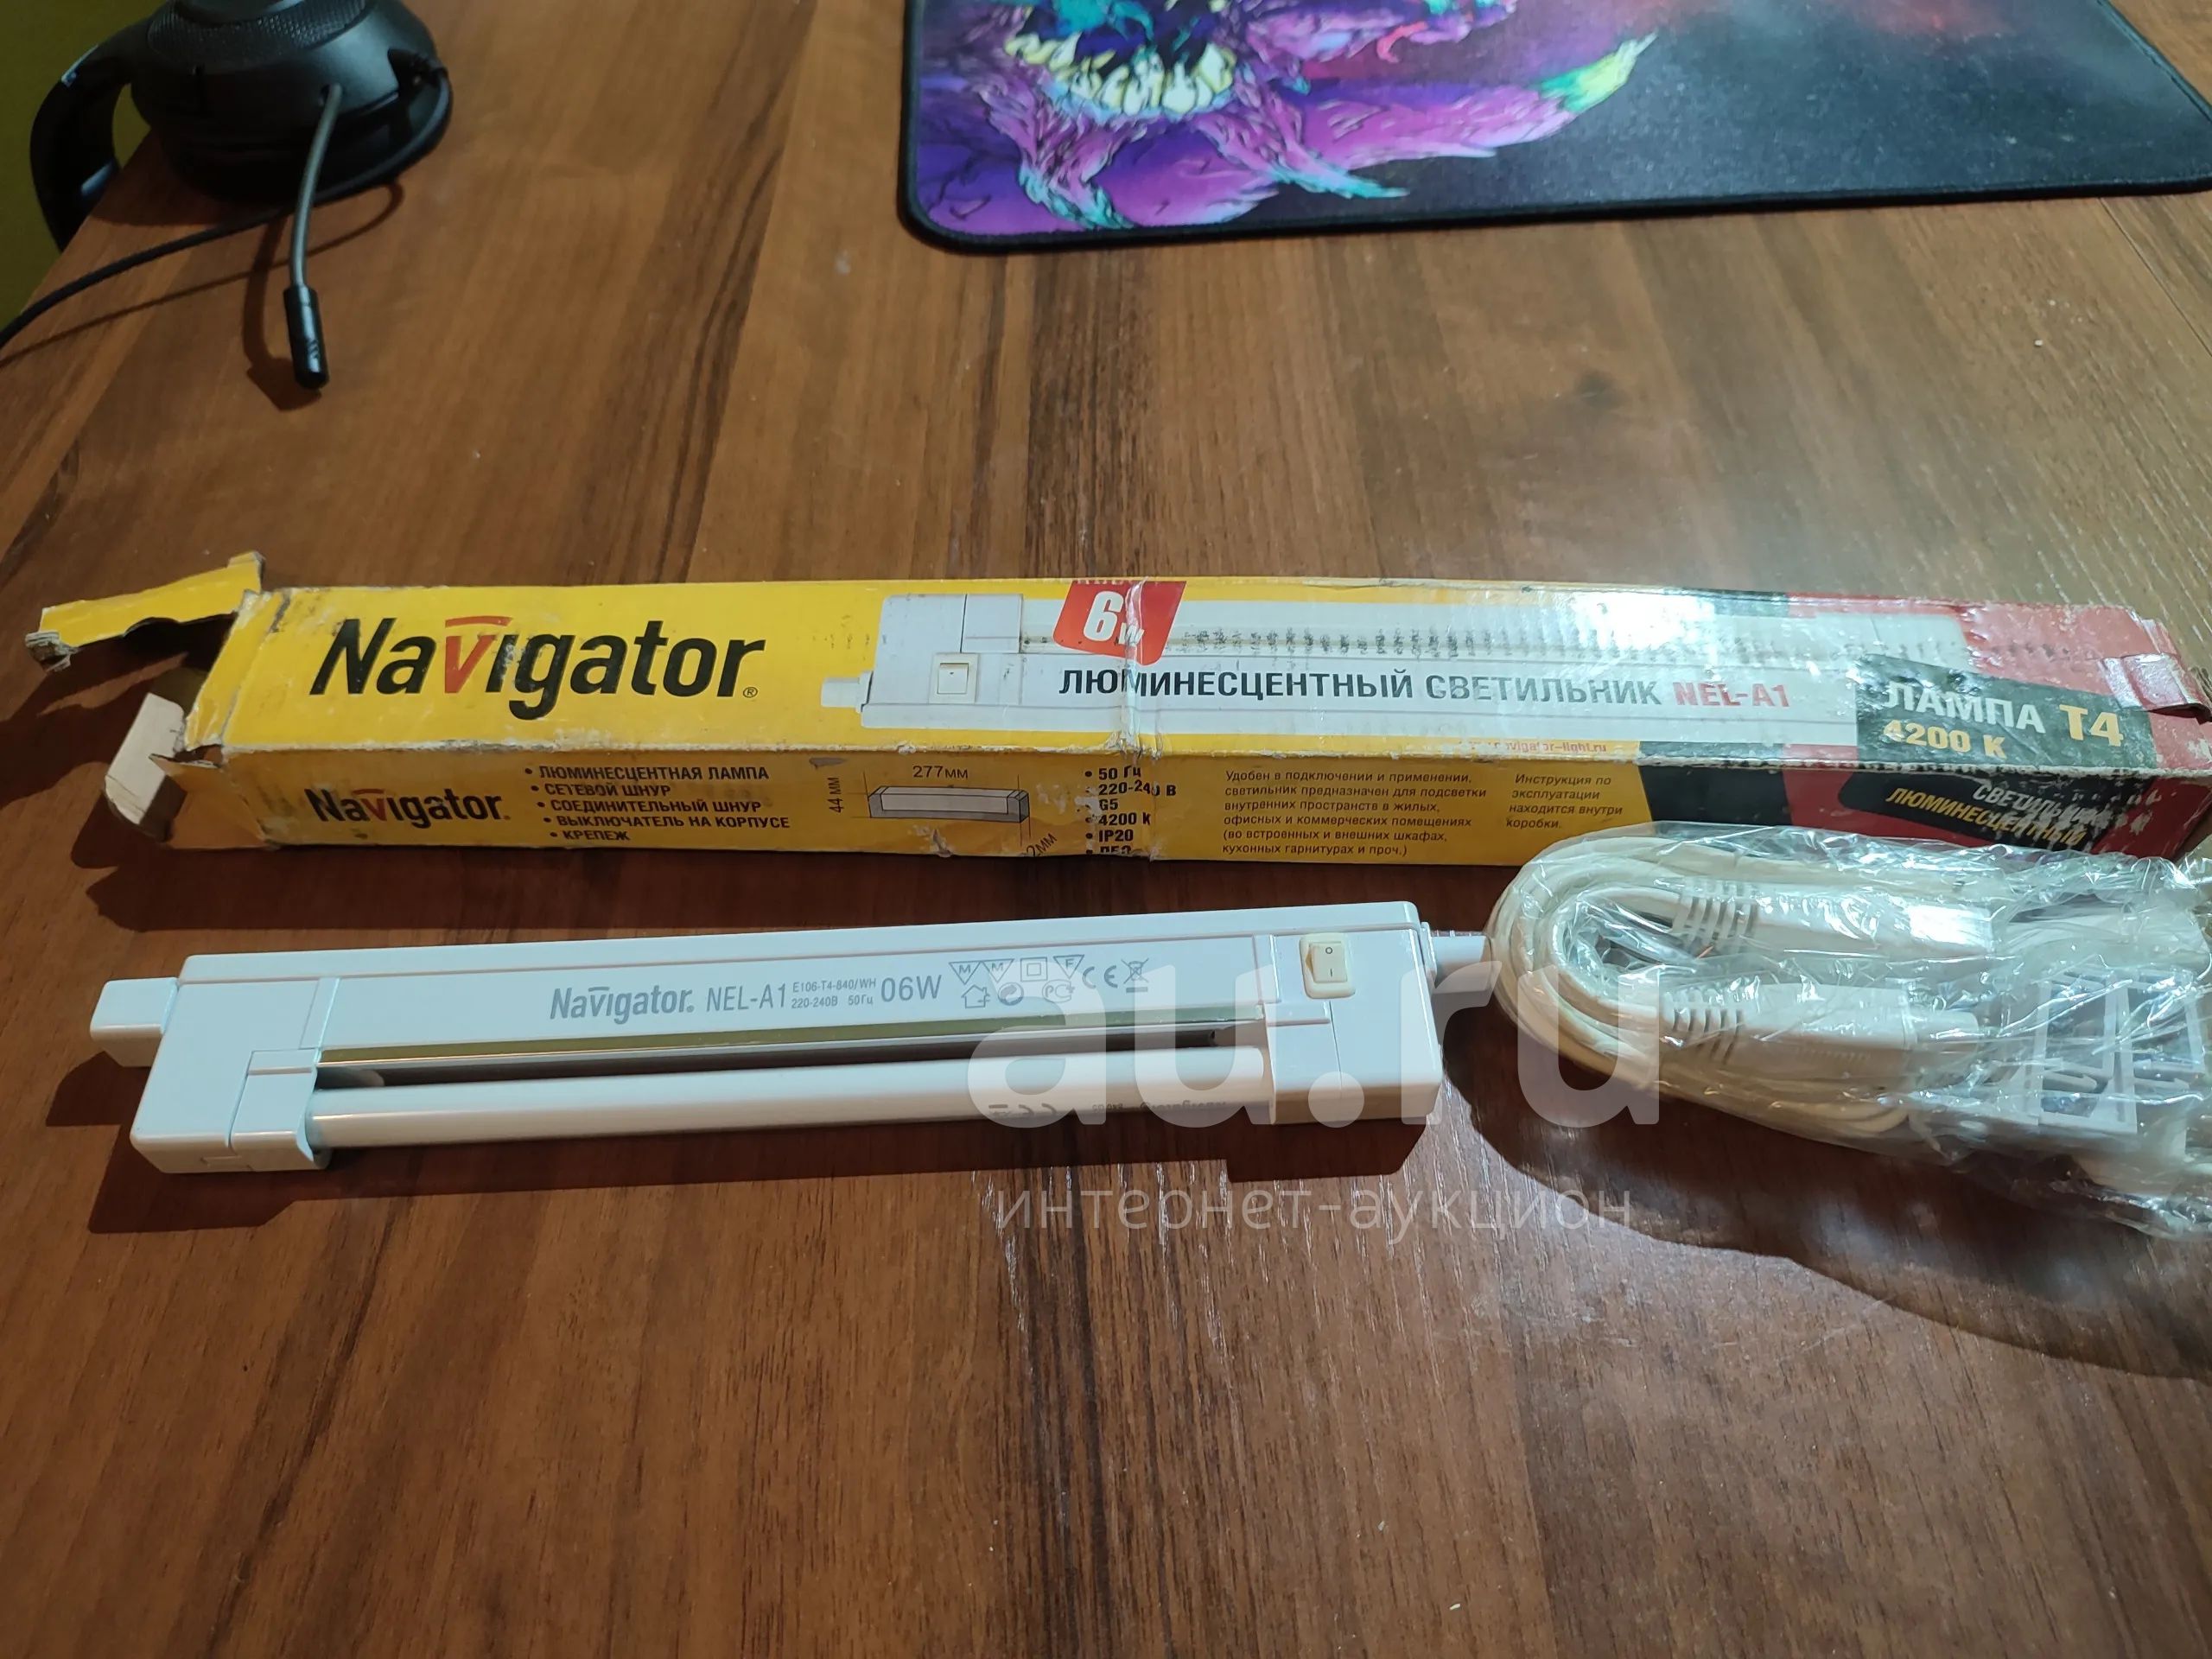 Navigator®
6W
ЛЮМИНЕСЦЕНТНЫЙ СВЕТИЛЬНИК NEL-A1
ЛАМПА T4
4200 K
Navigator.
• ЛЮМИНЕСЦЕНТНАЯ ЛАМПА
• СЕТЕВОЙ ШНУР
• СОЕДИНИТЕЛЬНЫЙ ШНУР
• ВЫКЛЮЧАТЕЛЬ НА КОРПУСЕ
• КРЕПЕЖ
277мм
44 мм
• 50 Гц
• 220-240 В
• G5
• 4200 K
• IP20
Удобен в подключении и применении,
светильник предназначен для подсветки
внутренних пространств в жилых,
офисных и коммерческих помещениях
(во встроенных и внешних шкафах,
кухонных гарнитурах и проч.)
Инструкция по
эксплуатации
находится внутри
коробки.
СВЕТИЛЬНИК
ЛЮМИНЕСЦЕНТНЫЙ
Navigator. NEL-A1 E106-T4-840/WH 06W
220-240В 50Гц
M M F CE
au.ru
интернет-аукцион